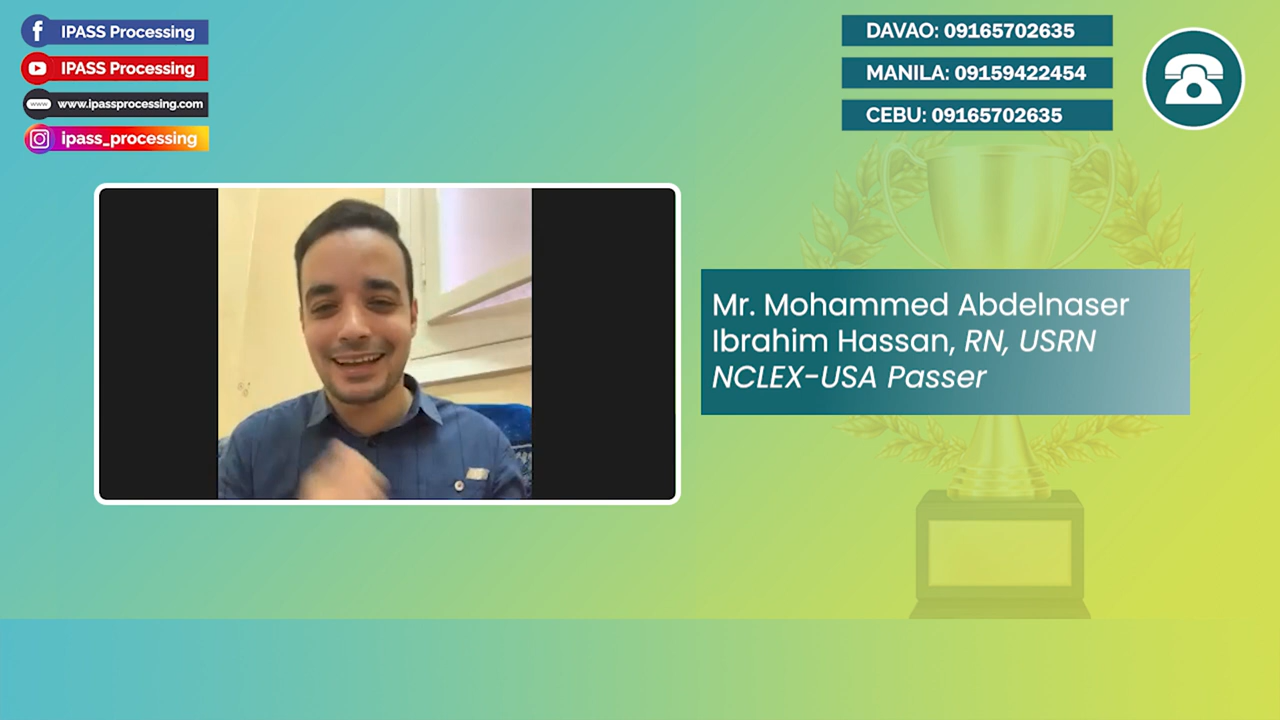 IPASS Processing
IPASS Processing
www www.ipassprocessing.com
ipass_processing
DAVAO: 09165702635
MANILA: 09159422454
CEBU: 09165702635
Mr. Mohammed Abdelnaser
Ibrahim Hassan, RN, USRN
NCLEX-USA Passer